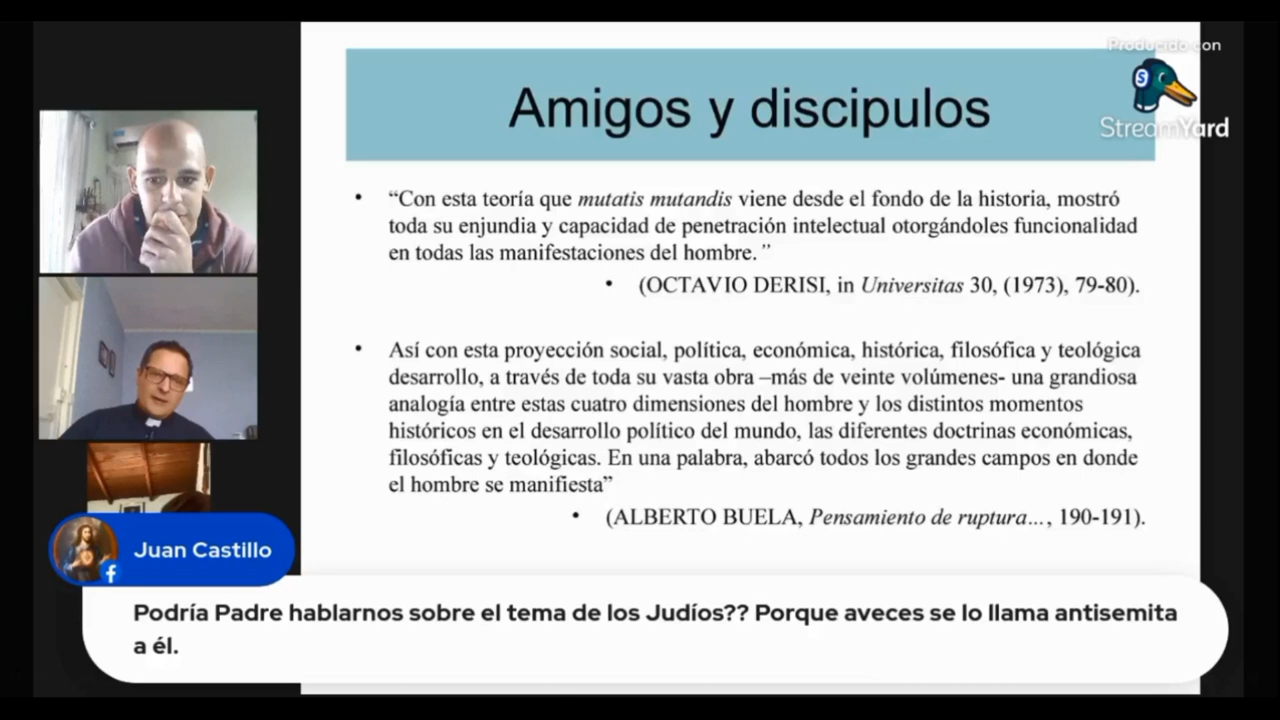 Producido con
StreamYard
Amigos y discipulos
• “Con esta teoría que mutatis mutandis viene desde el fondo de la historia, mostró
toda su enjundia y capacidad de penetración intelectual otorgándoles funcionalidad
en todas las manifestaciones del hombre.”
• (OCTAVIO DERISI, in Universitas 30, (1973), 79-80).
• Así con esta proyección social, política, económica, histórica, filosófica y teológica
desarrollo, a través de toda su vasta obra –más de veinte volúmenes- una grandiosa
analogía entre estas cuatro dimensiones del hombre y los distintos momentos
históricos en el desarrollo político del mundo, las diferentes doctrinas económicas,
filosóficas y teológicas. En una palabra, abarcó todos los grandes campos en donde
el hombre se manifiesta”
• (ALBERTO BUELA, Pensamiento de ruptura..., 190-191).
Juan Castillo
Podría Padre hablarnos sobre el tema de los Judíos?? Porque aveces se lo llama antisemita
a él.